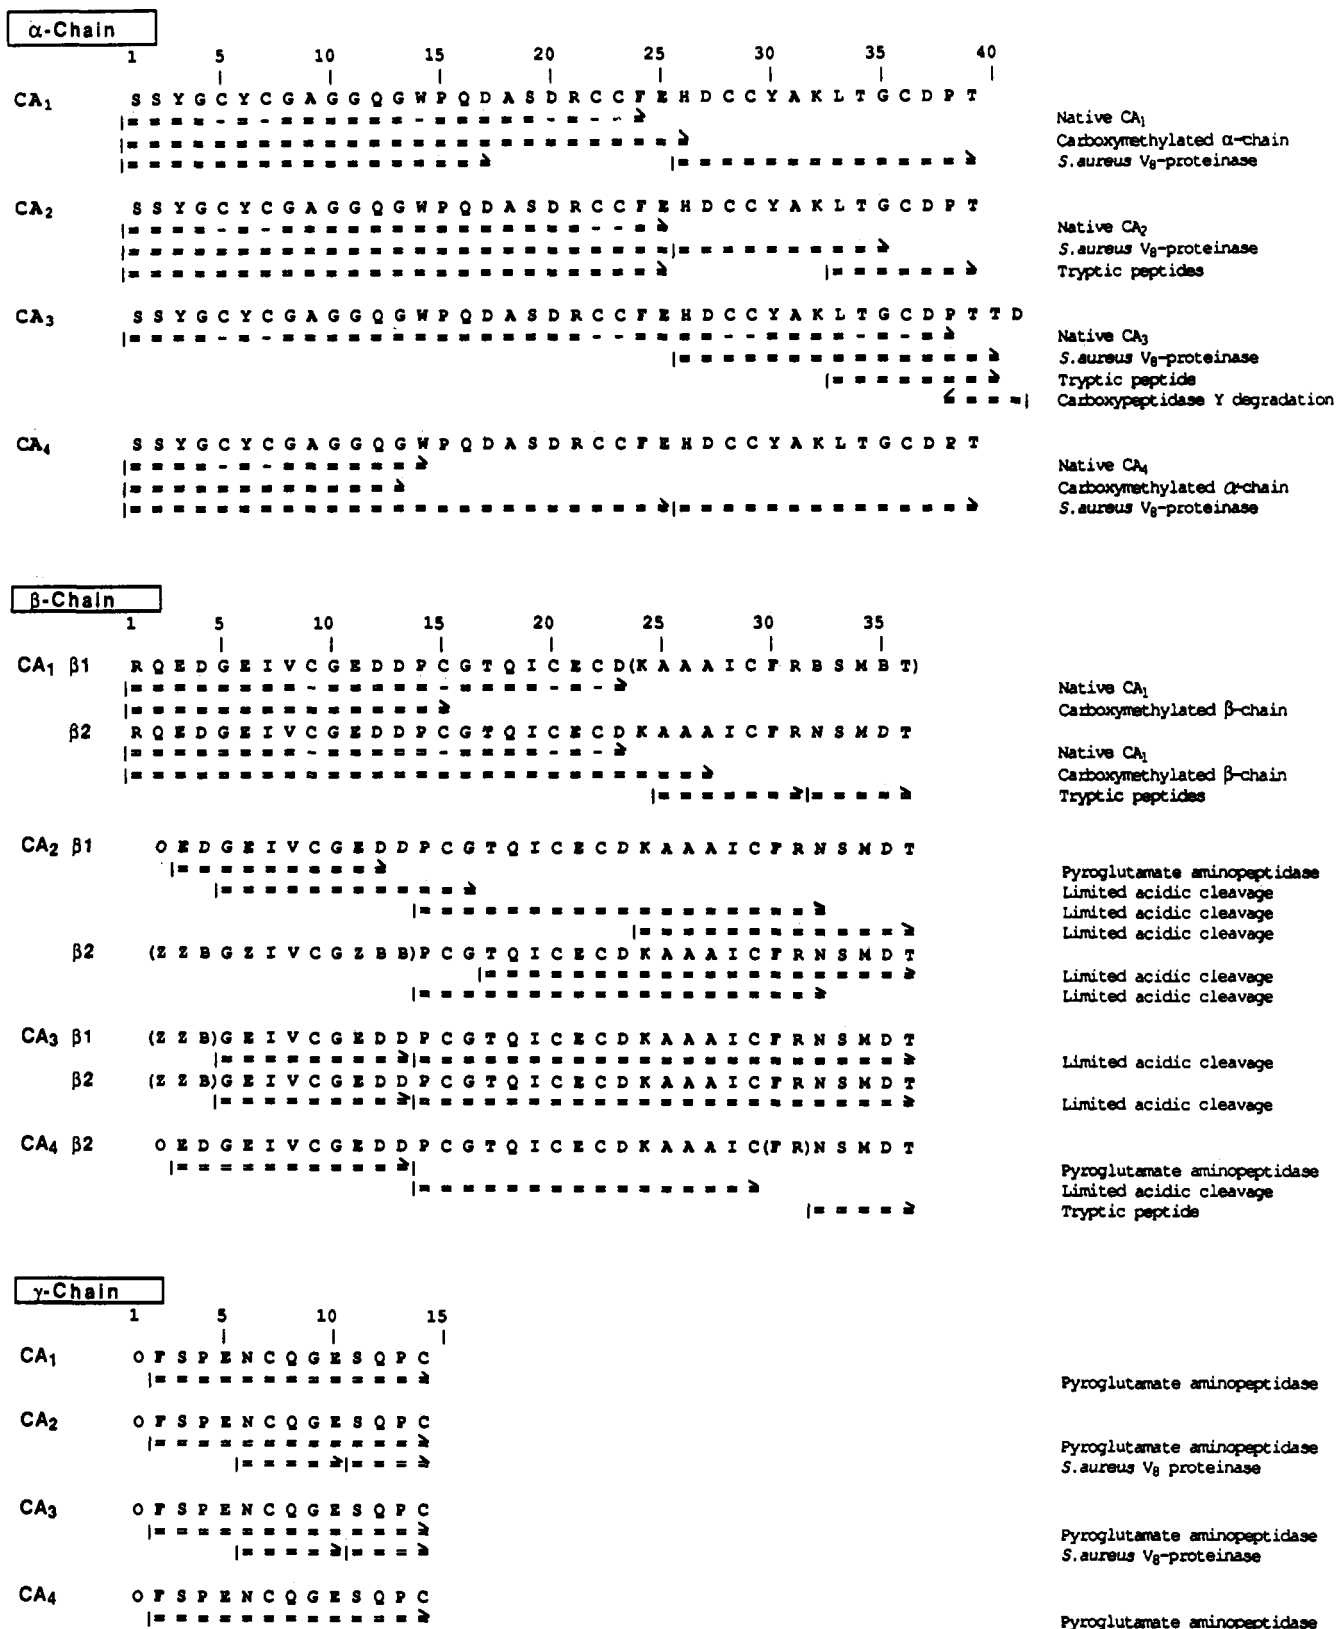 α-Chain
1 5 10 15 20 25 30 35 40
CA1 S S Y G C Y C G A G G Q G W P Q D A S D R C C F E H D C C Y A K L T G C D P T
Native CA1
Carboxymethylated α-chain
S.aureus V8-proteinase
CA2 S S Y G C Y C G A G G Q G W P Q D A S D R C C F E H D C C Y A K L T G C D P T
Native CA2
S.aureus V8-proteinase
Tryptic peptides
CA3 S S Y G C Y C G A G G Q G W P Q D A S D R C C F E H D C C Y A K L T G C D P T T D
Native CA3
S.aureus V8-proteinase
Tryptic peptide
Carboxypeptidase Y degradation
CA4 S S Y G C Y C G A G G Q G W P Q D A S D R C C F E H D C C Y A K L T G C D P T
Native CA4
Carboxymethylated α-chain
S.aureus V8-proteinase
β-Chain
1 5 10 15 20 25 30 35
CA1 β1 R Q E D G E I V C G E D D P C G T Q I C E C D(K A A A I C F R B S M B T)
Native CA1
Carboxymethylated β-chain
β2 R Q E D G E I V C G E D D P C G T Q I C E C D K A A A I C F R N S M D T
Native CA1
Carboxymethylated β-chain
Tryptic peptides
CA2 β1 O E D G E I V C G E D D P C G T Q I C E C D K A A A I C F R N S M D T
Pyroglutamate aminopeptidase
Limited acidic cleavage
Limited acidic cleavage
Limited acidic cleavage
β2 (Z Z B G Z I V C G Z B B)P C G T Q I C E C D K A A A I C F R N S M D T
Limited acidic cleavage
Limited acidic cleavage
CA3 β1 (Z Z B)G E I V C G E D D P C G T Q I C E C D K A A A I C F R N S M D T
Limited acidic cleavage
β2 (Z Z B)G E I V C G E D D P C G T Q I C E C D K A A A I C F R N S M D T
Limited acidic cleavage
CA4 β2 O E D G E I V C G E D D P C G T Q I C E C D K A A A I C(F R)N S M D T
Pyroglutamate aminopeptidase
Limited acidic cleavage
Tryptic peptide
γ-Chain
1 5 10 15
CA1 O F S P E N C Q G E S Q P C
Pyroglutamate aminopeptidase
CA2 O F S P E N C Q G E S Q P C
Pyroglutamate aminopeptidase
S.aureus V8 proteinase
CA3 O F S P E N C Q G E S Q P C
Pyroglutamate aminopeptidase
S.aureus V8-proteinase
CA4 O F S P E N C Q G E S Q P C
Pyroglutamate aminopeptidase